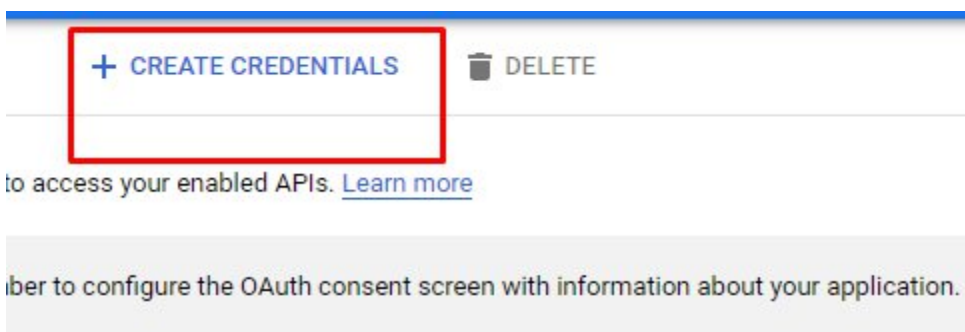 + CREATE CREDENTIALS DELETE
to access your enabled APIs. Learn more
ber to configure the OAuth consent screen with information about your application.